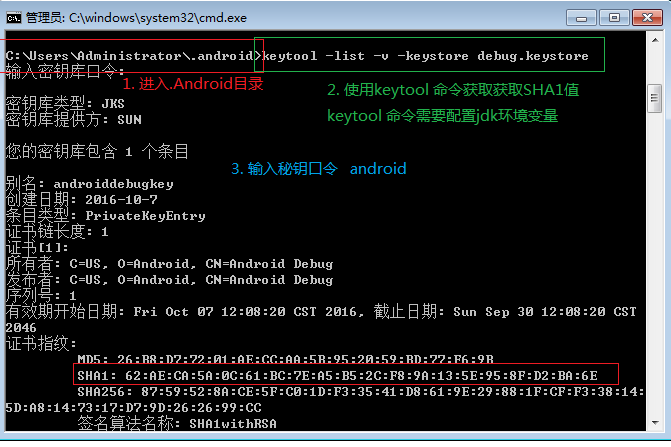 管理员: C:\windows\system32\cmd.exe
C:\Users\Administrator\.android>keytool -list -v -keystore debug.keystore
输入密钥库口令:
1. 进入.Android目录
2. 使用keytool 命令获取获取SHA1值
keytool 命令需要配置jdk环境变量
密钥库类型: JKS
密钥库提供方: SUN
您的密钥库包含 1 个条目
3. 输入秘钥口令 android
别名: androiddebugkey
创建日期: 2016-10-7
条目类型: PrivateKeyEntry
证书链长度: 1
证书[1]:
所有者: C=US, O=Android, CN=Android Debug
发布者: C=US, O=Android, CN=Android Debug
序列号: 1
有效期开始日期: Fri Oct 07 12:08:20 CST 2016, 截止日期: Sun Sep 30 12:08:20 CST
2046
证书指纹:
MD5: 26:B8:D7:72:01:AE:CC:AA:5B:95:20:59:BD:77:F6:9B
SHA1: 62:AE:CA:5A:0C:61:BC:7E:A5:B5:2C:F8:9A:13:5E:95:8F:D2:BA:6E
SHA256: 87:59:52:8A:CE:5F:C0:1D:F3:35:41:D8:61:9E:29:88:1F:CF:F3:38:14:
5D:A8:14:73:17:D7:9D:26:26:99:CC
签名算法名称: SHA1withRSA